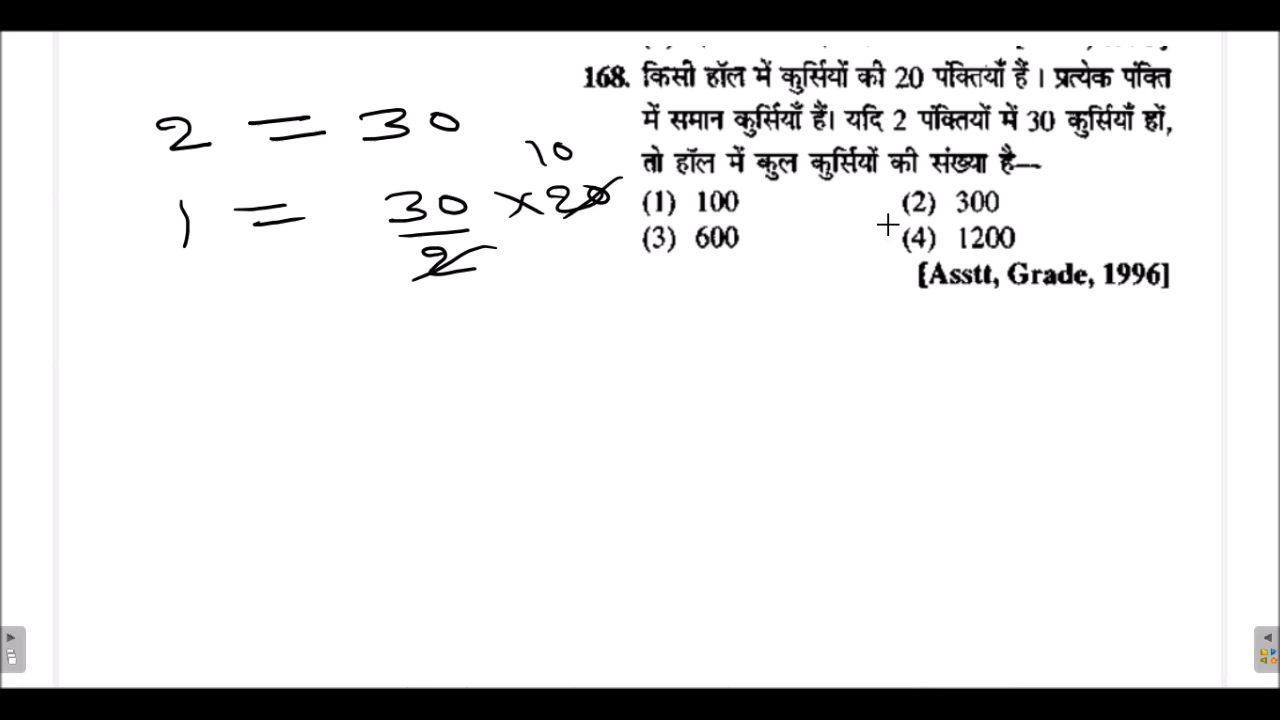 168. किसी हॉल में कुर्सियों की 20 पंक्तियाँ हैं। प्रत्येक पंक्ति
में समान कुर्सियाँ हैं। यदि 2 पंक्तियों में 30 कुर्सियाँ हों,
तो हॉल में कुल कुर्सियों की संख्या है—
(1) 100 (2) 300
(3) 600 (4) 1200
[Asstt, Grade, 1996]
2 = 30
10
1 = 30 × 20
2